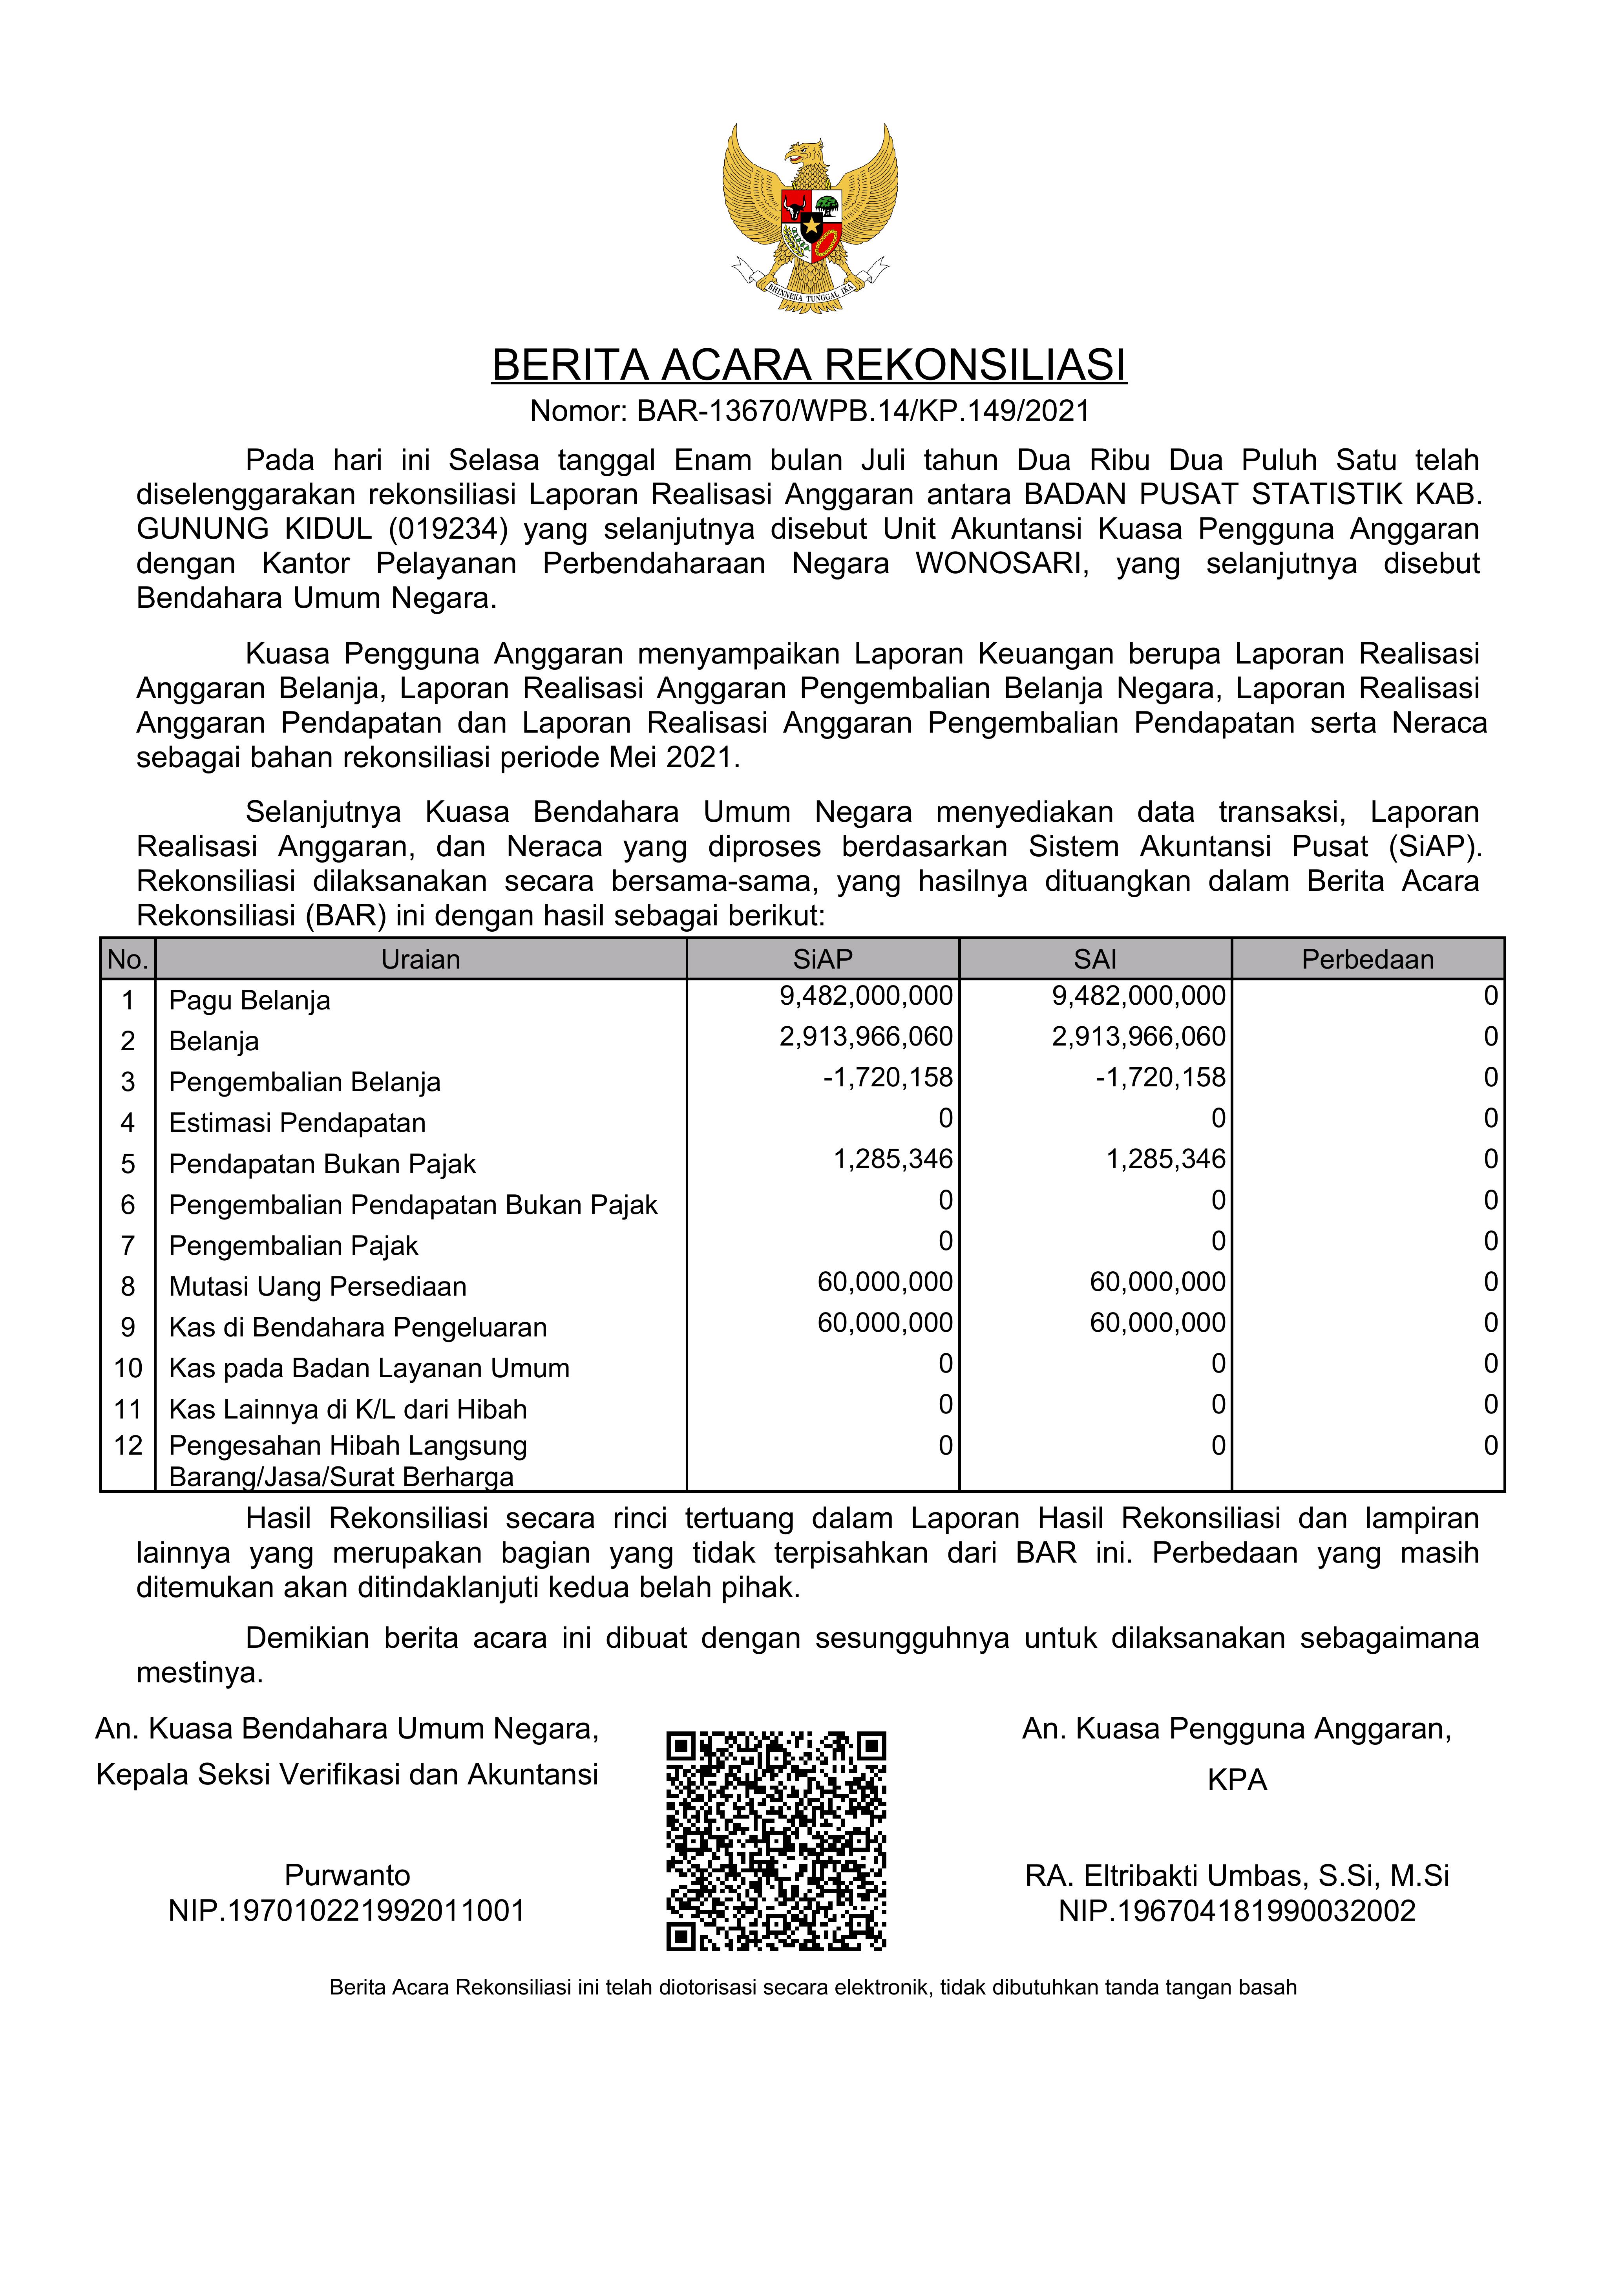 BHINNEKA TUNGGAL IKA
BERITA ACARA REKONSILIASI
Nomor: BAR-13670/WPB.14/KP.149/2021
Pada hari ini Selasa tanggal Enam bulan Juli tahun Dua Ribu Dua Puluh Satu telah
diselenggarakan rekonsiliasi Laporan Realisasi Anggaran antara BADAN PUSAT STATISTIK KAB.
GUNUNG KIDUL (019234) yang selanjutnya disebut Unit Akuntansi Kuasa Pengguna Anggaran
dengan Kantor Pelayanan Perbendaharaan Negara WONOSARI, yang selanjutnya disebut
Bendahara Umum Negara.
Kuasa Pengguna Anggaran menyampaikan Laporan Keuangan berupa Laporan Realisasi
Anggaran Belanja, Laporan Realisasi Anggaran Pengembalian Belanja Negara, Laporan Realisasi
Anggaran Pendapatan dan Laporan Realisasi Anggaran Pengembalian Pendapatan serta Neraca
sebagai bahan rekonsiliasi periode Mei 2021.
Selanjutnya Kuasa Bendahara Umum Negara menyediakan data transaksi, Laporan
Realisasi Anggaran, dan Neraca yang diproses berdasarkan Sistem Akuntansi Pusat (SiAP).
Rekonsiliasi dilaksanakan secara bersama-sama, yang hasilnya dituangkan dalam Berita Acara
Rekonsiliasi (BAR) ini dengan hasil sebagai berikut:
No. Uraian SiAP SAI Perbedaan
1 Pagu Belanja 9,482,000,000 9,482,000,000 0
2 Belanja 2,913,966,060 2,913,966,060 0
3 Pengembalian Belanja -1,720,158 -1,720,158 0
4 Estimasi Pendapatan 0 0 0
5 Pendapatan Bukan Pajak 1,285,346 1,285,346 0
6 Pengembalian Pendapatan Bukan Pajak 0 0 0
7 Pengembalian Pajak 0 0 0
8 Mutasi Uang Persediaan 60,000,000 60,000,000 0
9 Kas di Bendahara Pengeluaran 60,000,000 60,000,000 0
10 Kas pada Badan Layanan Umum 0 0 0
11 Kas Lainnya di K/L dari Hibah 0 0 0
12 Pengesahan Hibah Langsung 0 0 0
Barang/Jasa/Surat Berharga
Hasil Rekonsiliasi secara rinci tertuang dalam Laporan Hasil Rekonsiliasi dan lampiran
lainnya yang merupakan bagian yang tidak terpisahkan dari BAR ini. Perbedaan yang masih
ditemukan akan ditindaklanjuti kedua belah pihak.
Demikian berita acara ini dibuat dengan sesungguhnya untuk dilaksanakan sebagaimana
mestinya.
An. Kuasa Bendahara Umum Negara,
Kepala Seksi Verifikasi dan Akuntansi
Purwanto
NIP.197010221992011001
An. Kuasa Pengguna Anggaran,
KPA
RA. Eltribakti Umbas, S.Si, M.Si
NIP.196704181990032002
Berita Acara Rekonsiliasi ini telah diotorisasi secara elektronik, tidak dibutuhkan tanda tangan basah